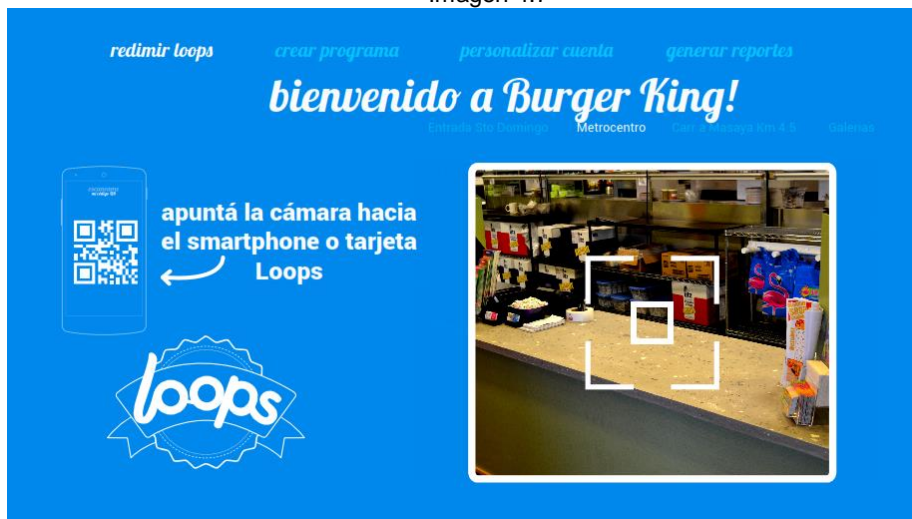 Imagen 4.7
redimir loops crear programa personalizar cuenta generar reportes
bienvenido a Burger King!
Entrada Sto Domingo Metrocentro Carr a Masaya Km 4.5 Galerias
apuntá la cámara hacia
el smartphone o tarjeta
Loops
loops